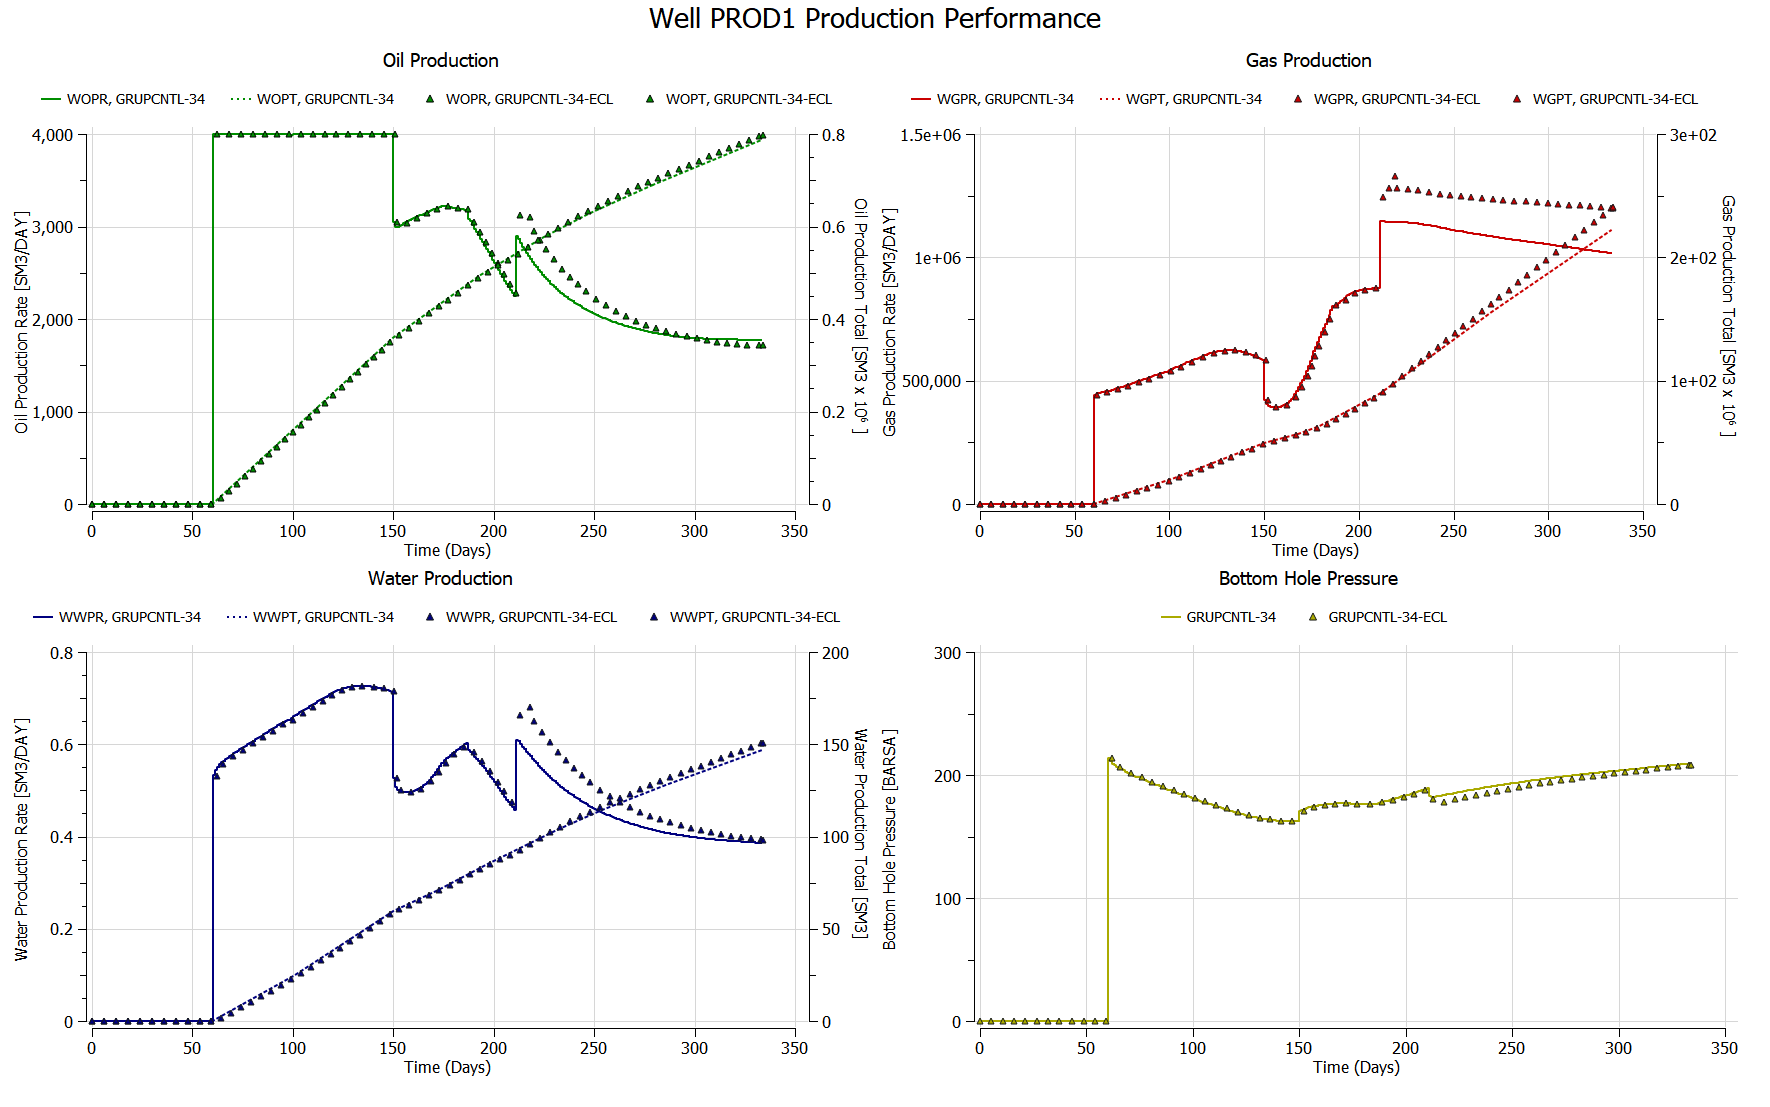 Well PROD1 Production Performance
Oil Production
WOPR, GRUPCNTL-34 WOPT, GRUPCNTL-34 WOPR, GRUPCNTL-34-ECL WOPT, GRUPCNTL-34-ECL
Oil Production Rate [SM3/DAY]
4,000
3,000
2,000
1,000
0
0.8
0.6
0.4
0.2
0
Oil Production Total [SM3 x 10⁶ ]
0 50 100 150 200 250 300 350
Time (Days)
Gas Production
WGPR, GRUPCNTL-34 WGPT, GRUPCNTL-34 WGPR, GRUPCNTL-34-ECL WGPT, GRUPCNTL-34-ECL
Gas Production Rate [SM3/DAY]
1.5e+06
1e+06
500,000
0
3e+02
2e+02
1e+02
0
Gas Production Total [SM3 x 10⁶ ]
0 50 100 150 200 250 300 350
Time (Days)
Water Production
WWPR, GRUPCNTL-34 WWPT, GRUPCNTL-34 WWPR, GRUPCNTL-34-ECL WWPT, GRUPCNTL-34-ECL
Water Production Rate [SM3/DAY]
0.8
0.6
0.4
0.2
0
200
150
100
50
0
Water Production Total [SM3]
0 50 100 150 200 250 300 350
Time (Days)
Bottom Hole Pressure
GRUPCNTL-34 GRUPCNTL-34-ECL
Bottom Hole Pressure [BARSA]
300
200
100
0
0 50 100 150 200 250 300 350
Time (Days)